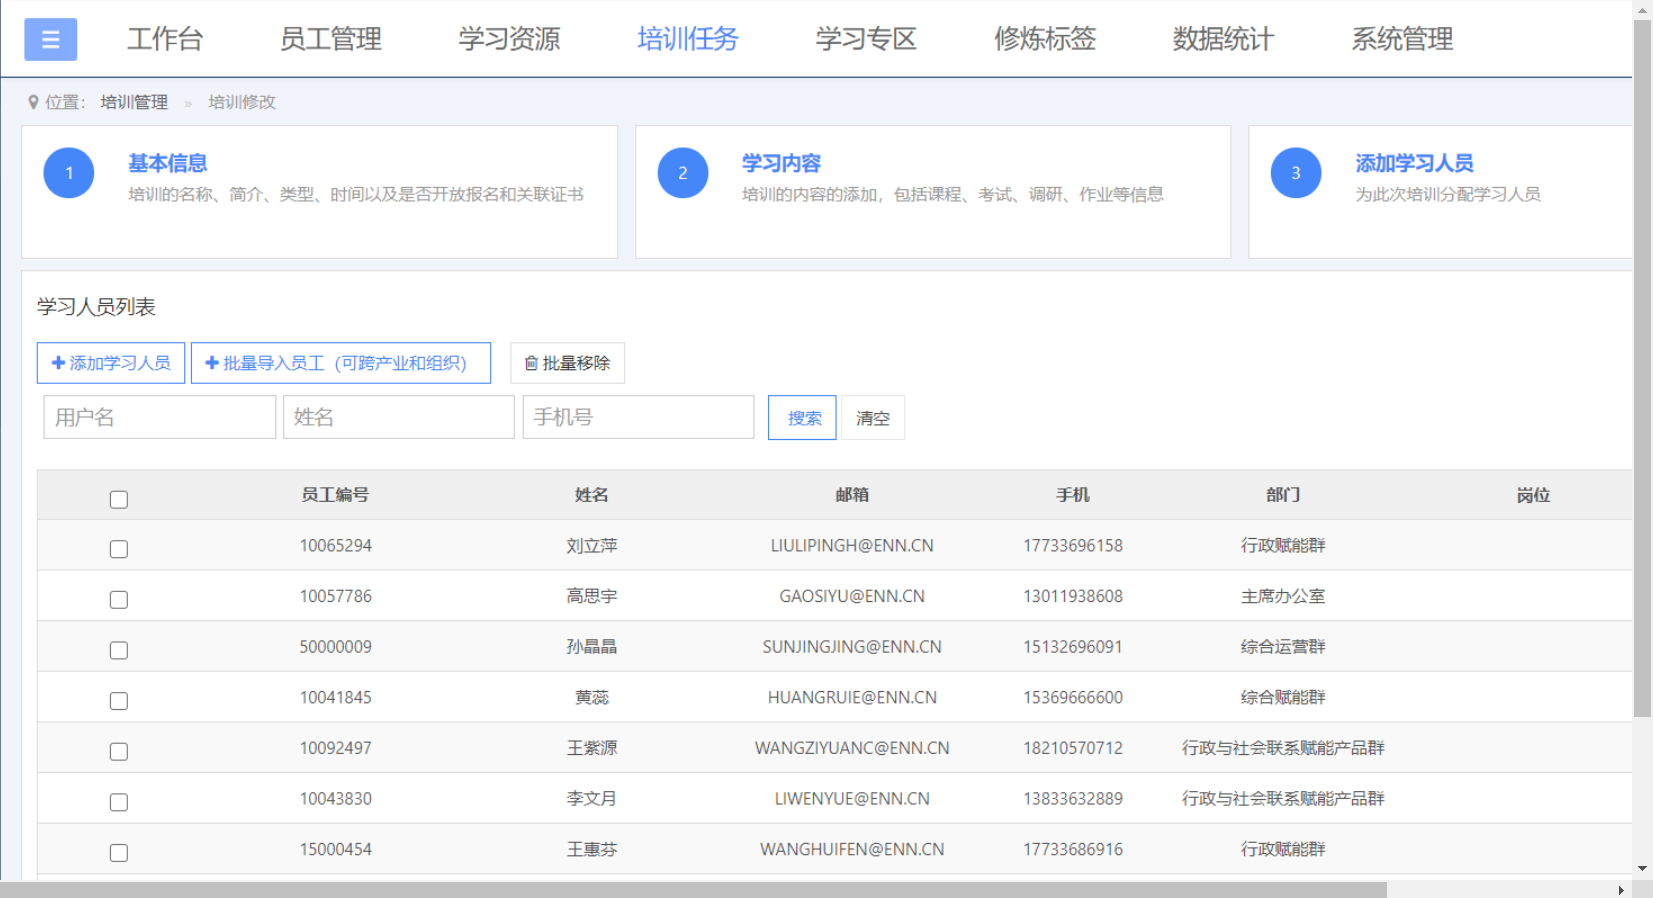 工作台 员工管理 学习资源 培训任务 学习专区 修炼标签 数据统计 系统管理
位置: 培训管理 » 培训修改
1 基本信息
培训的名称、简介、类型、时间以及是否开放报名和关联证书
2 学习内容
培训的内容的添加，包括课程、考试、调研、作业等信息
3 添加学习人员
为此次培训分配学习人员
学习人员列表
添加学习人员 批量导入员工（可跨产业和组织） 批量移除
用户名 姓名 手机号 搜索 清空
员工编号 姓名 邮箱 手机 部门 岗位
10065294 刘立萍 LIULIPINGH@ENN.CN 17733696158 行政赋能群
10057786 高思宇 GAOSIYU@ENN.CN 13011938608 主席办公室
50000009 孙晶晶 SUNJINGJING@ENN.CN 15132696091 综合运营群
10041845 黄蕊 HUANGRUIE@ENN.CN 15369666600 综合赋能群
10092497 王紫源 WANGZIYUANC@ENN.CN 18210570712 行政与社会联系赋能产品群
10043830 李文月 LIWENYUE@ENN.CN 13833632889 行政与社会联系赋能产品群
15000454 王惠芬 WANGHUIFEN@ENN.CN 17733686916 行政赋能群